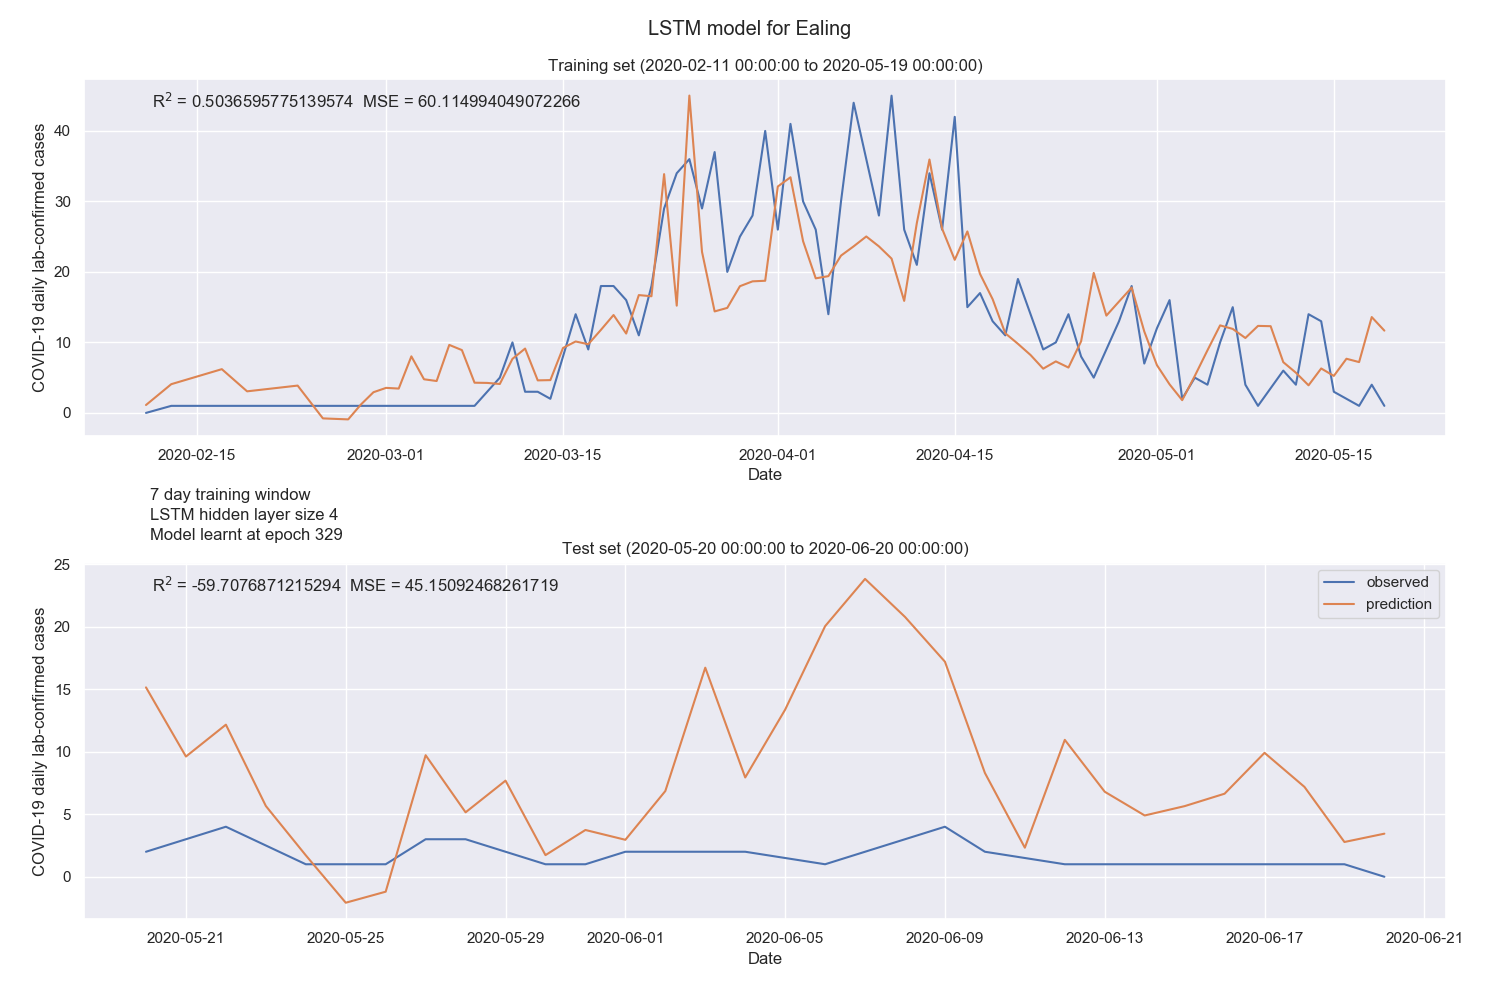 LSTM model for Ealing
Training set (2020-02-11 00:00:00 to 2020-05-19 00:00:00)
R² = 0.5036595775139574 MSE = 60.114994049072266
COVID-19 daily lab-confirmed cases
40
30
20
10
0
2020-02-15 2020-03-01 2020-03-15 2020-04-01 2020-04-15 2020-05-01 2020-05-15
Date
7 day training window
LSTM hidden layer size 4
Model learnt at epoch 329
Test set (2020-05-20 00:00:00 to 2020-06-20 00:00:00)
R² = -59.7076871215294 MSE = 45.15092468261719
observed
prediction
COVID-19 daily lab-confirmed cases
25
20
15
10
5
0
2020-05-21 2020-05-25 2020-05-29 2020-06-01 2020-06-05 2020-06-09 2020-06-13 2020-06-17 2020-06-21
Date